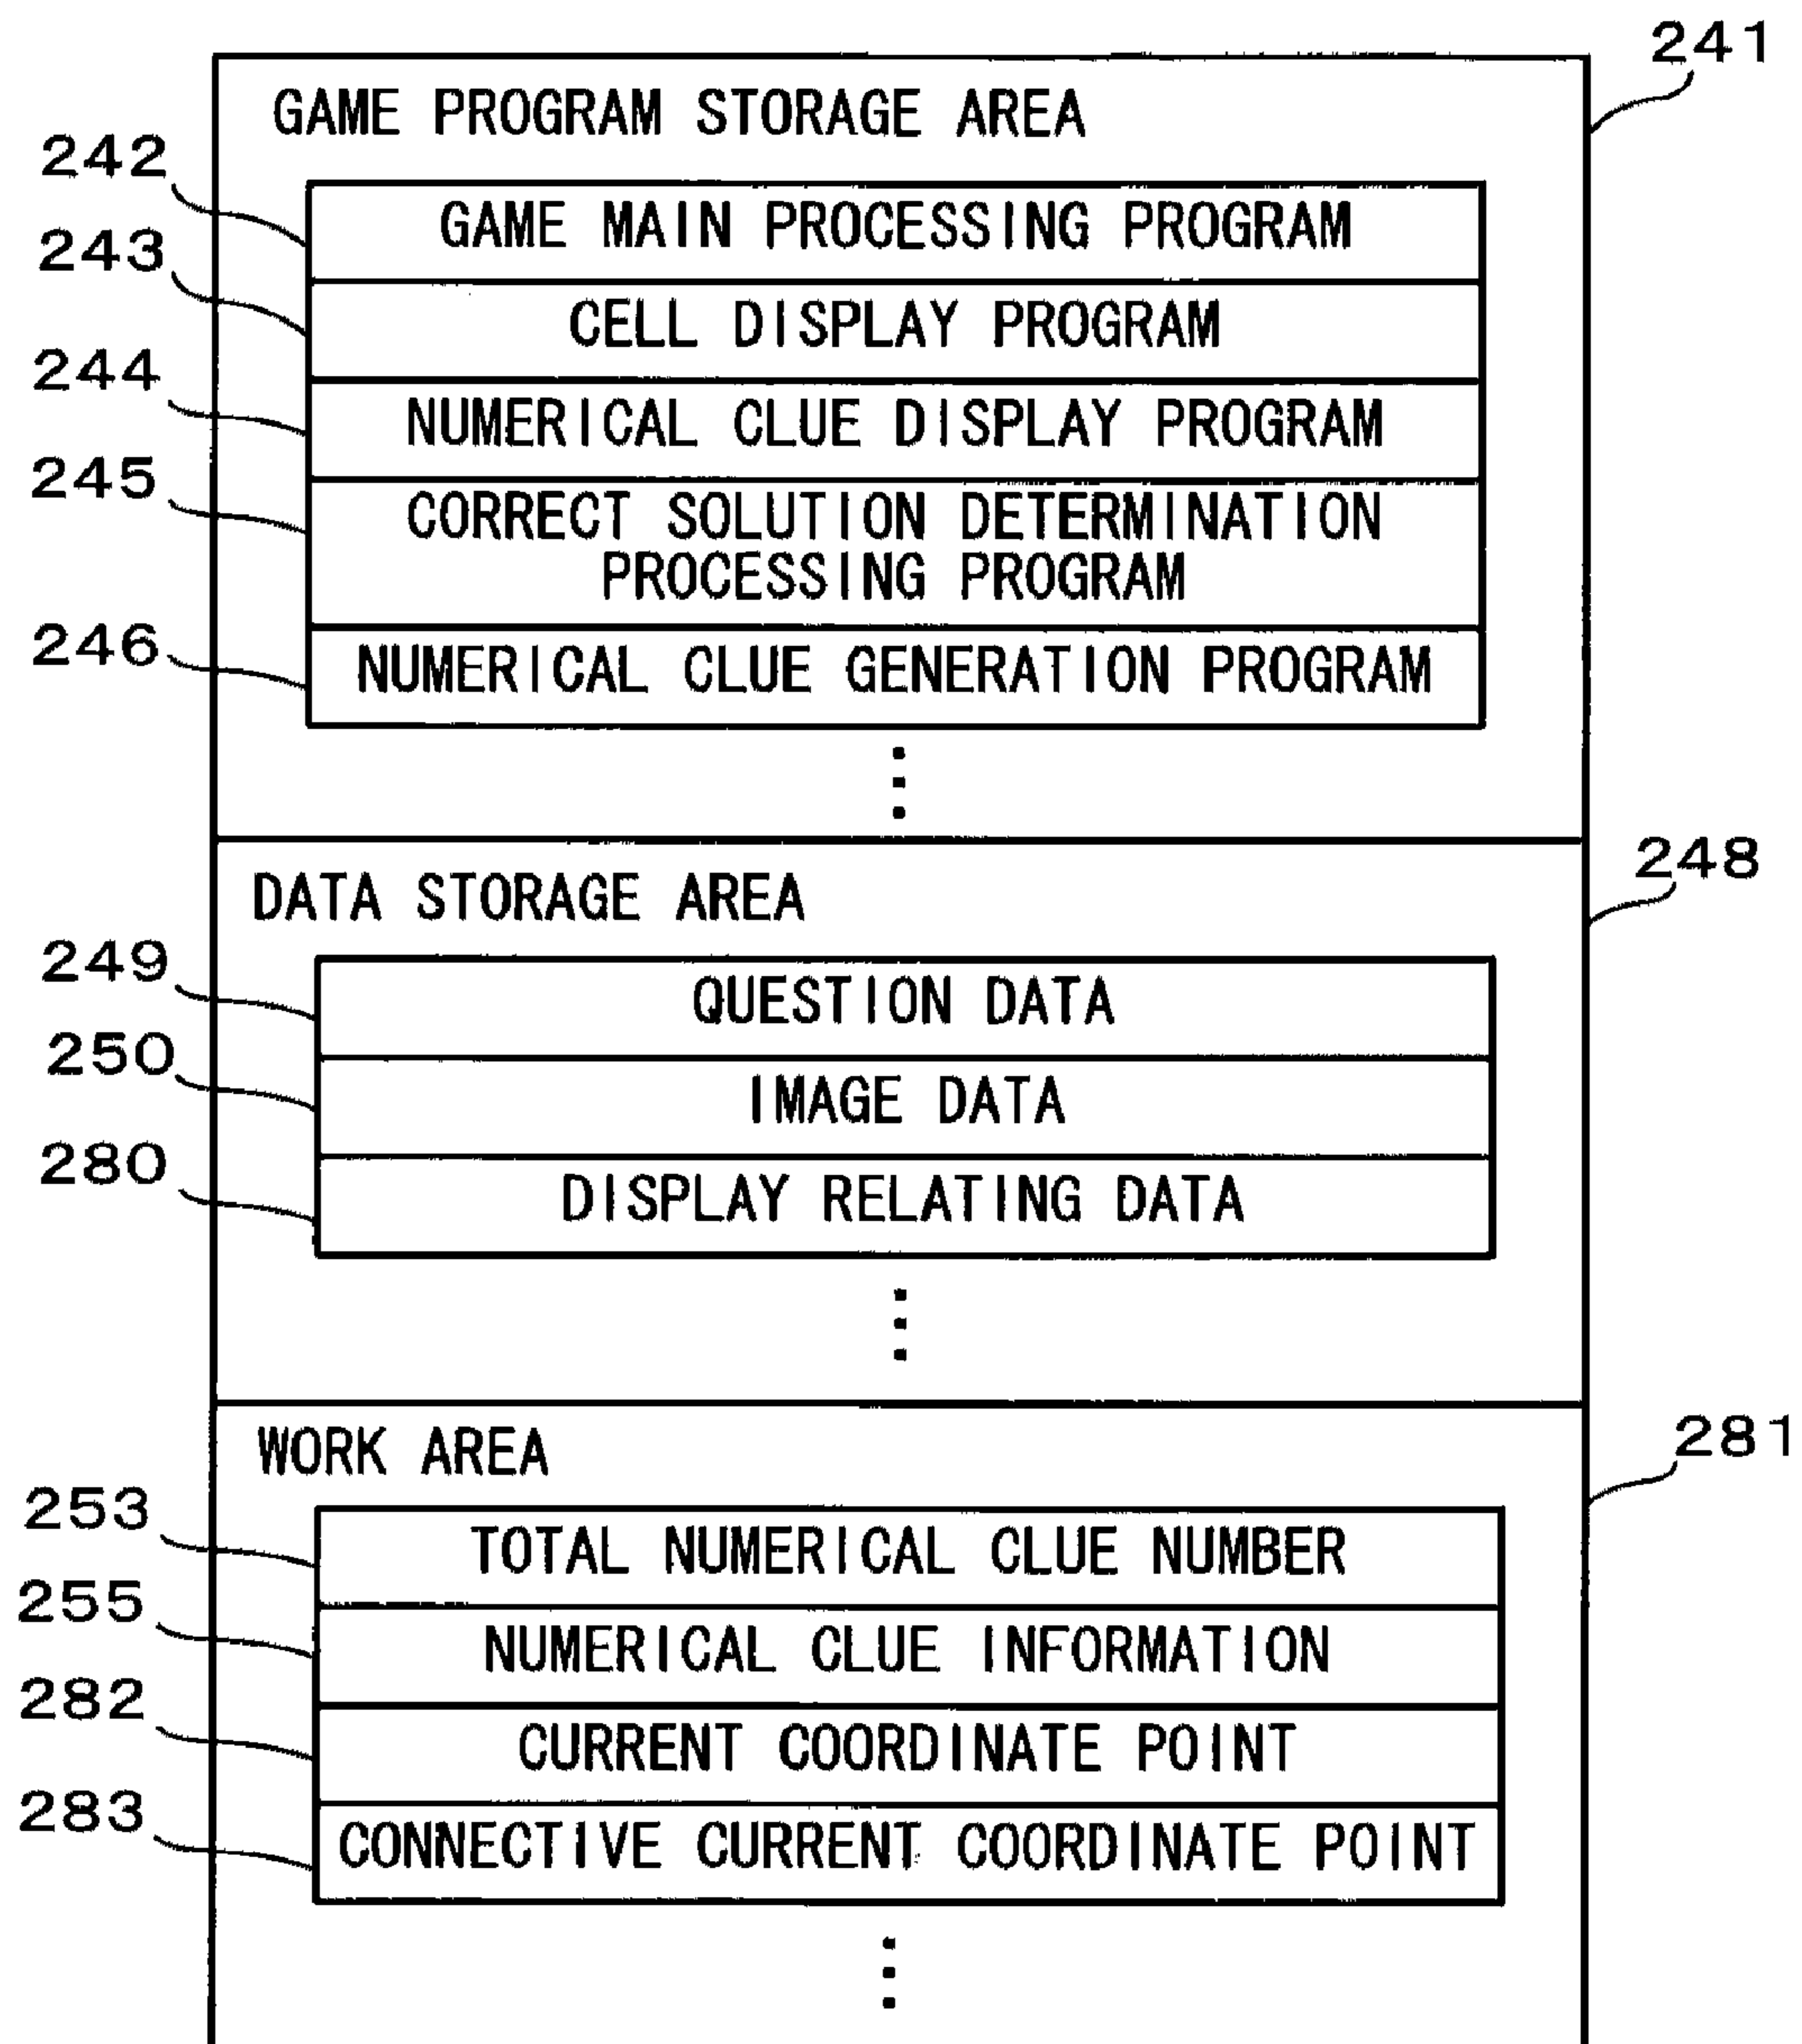 241
GAME PROGRAM STORAGE AREA
242
GAME MAIN PROCESSING PROGRAM
243
CELL DISPLAY PROGRAM
244
NUMERICAL CLUE DISPLAY PROGRAM
245
CORRECT SOLUTION DETERMINATION
PROCESSING PROGRAM
246
NUMERICAL CLUE GENERATION PROGRAM
248
DATA STORAGE AREA
249
QUESTION DATA
250
IMAGE DATA
280
DISPLAY RELATING DATA
281
WORK AREA
253
TOTAL NUMERICAL CLUE NUMBER
255
NUMERICAL CLUE INFORMATION
282
CURRENT COORDINATE POINT
283
CONNECTIVE CURRENT COORDINATE POINT